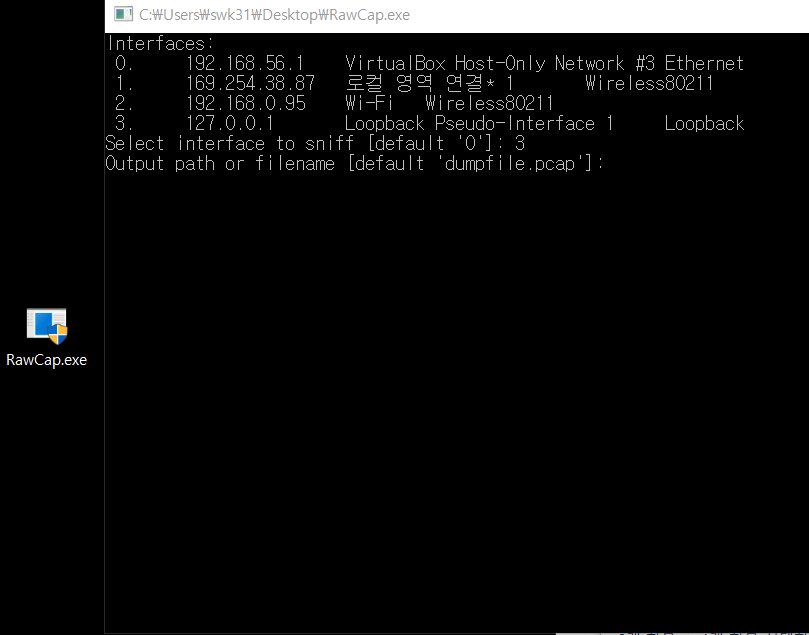 C:₩Users₩swk31₩Desktop₩RawCap.exe
Interfaces:
0. 192.168.56.1 VirtualBox Host-Only Network #3 Ethernet
1. 169.254.38.87 로컬 영역 연결* 1 Wireless80211
2. 192.168.0.95 Wi-Fi Wireless80211
3. 127.0.0.1 Loopback Pseudo-Interface 1 Loopback
Select interface to sniff [default '0']: 3
Output path or filename [default 'dumpfile.pcap']:
RawCap.exe